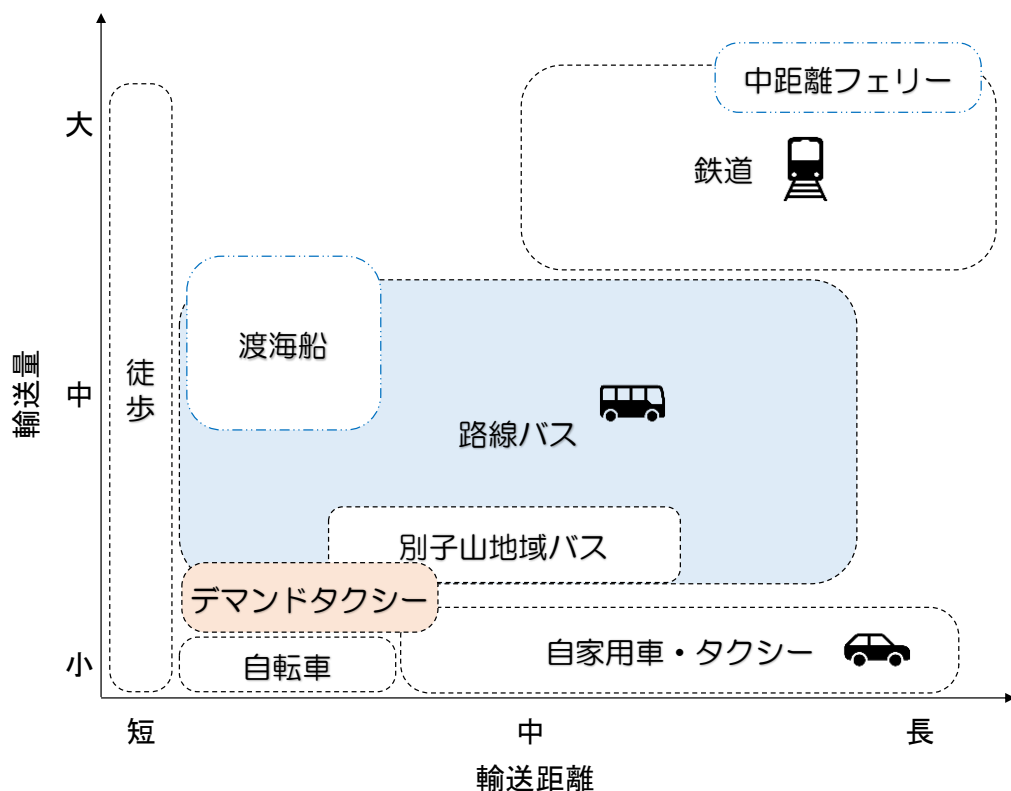 中距離フェリー
大
鉄道
渡海船
徒歩
輸送量
中
路線バス
別子山地域バス
デマンドタクシー
自家用車・タクシー
小
自転車
短
中
長
輸送距離